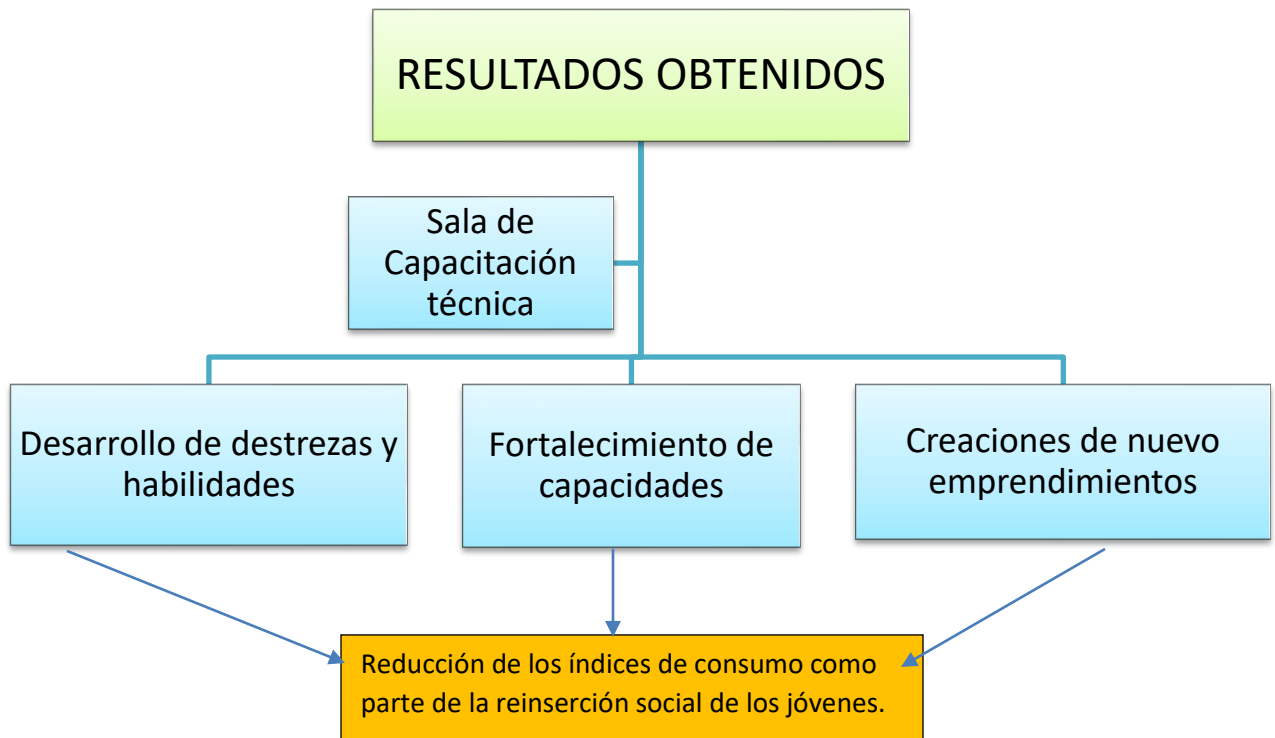 RESULTADOS OBTENIDOS
Sala de
Capacitación
técnica
Desarrollo de destrezas y
habilidades
Fortalecimiento de
capacidades
Creaciones de nuevo
emprendimientos
Reducción de los índices de consumo como
parte de la reinserción social de los jóvenes.